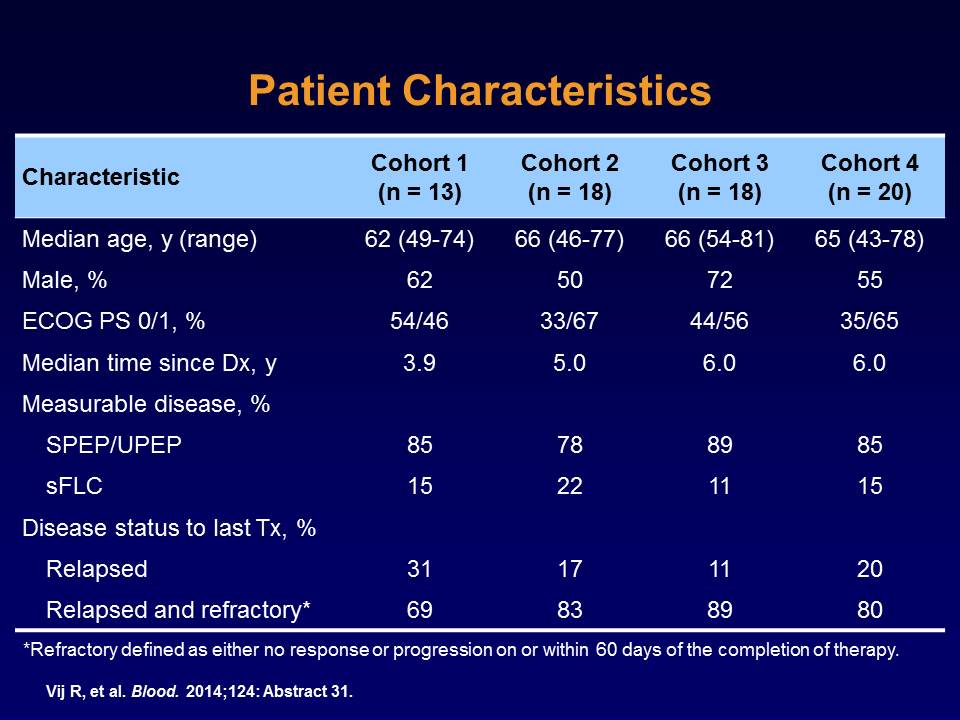 Patient Characteristics
Characteristic Cohort 1 (n = 13) Cohort 2 (n = 18) Cohort 3 (n = 18) Cohort 4 (n = 20)
Median age, y (range) 62 (49-74) 66 (46-77) 66 (54-81) 65 (43-78)
Male, % 62 50 72 55
ECOG PS 0/1, % 54/46 33/67 44/56 35/65
Median time since Dx, y 3.9 5.0 6.0 6.0
Measurable disease, %
SPEP/UPEP 85 78 89 85
sFLC 15 22 11 15
Disease status to last Tx, %
Relapsed 31 17 11 20
Relapsed and refractory* 69 83 89 80
*Refractory defined as either no response or progression on or within 60 days of the completion of therapy.
Vij R, et al. Blood. 2014;124: Abstract 31.